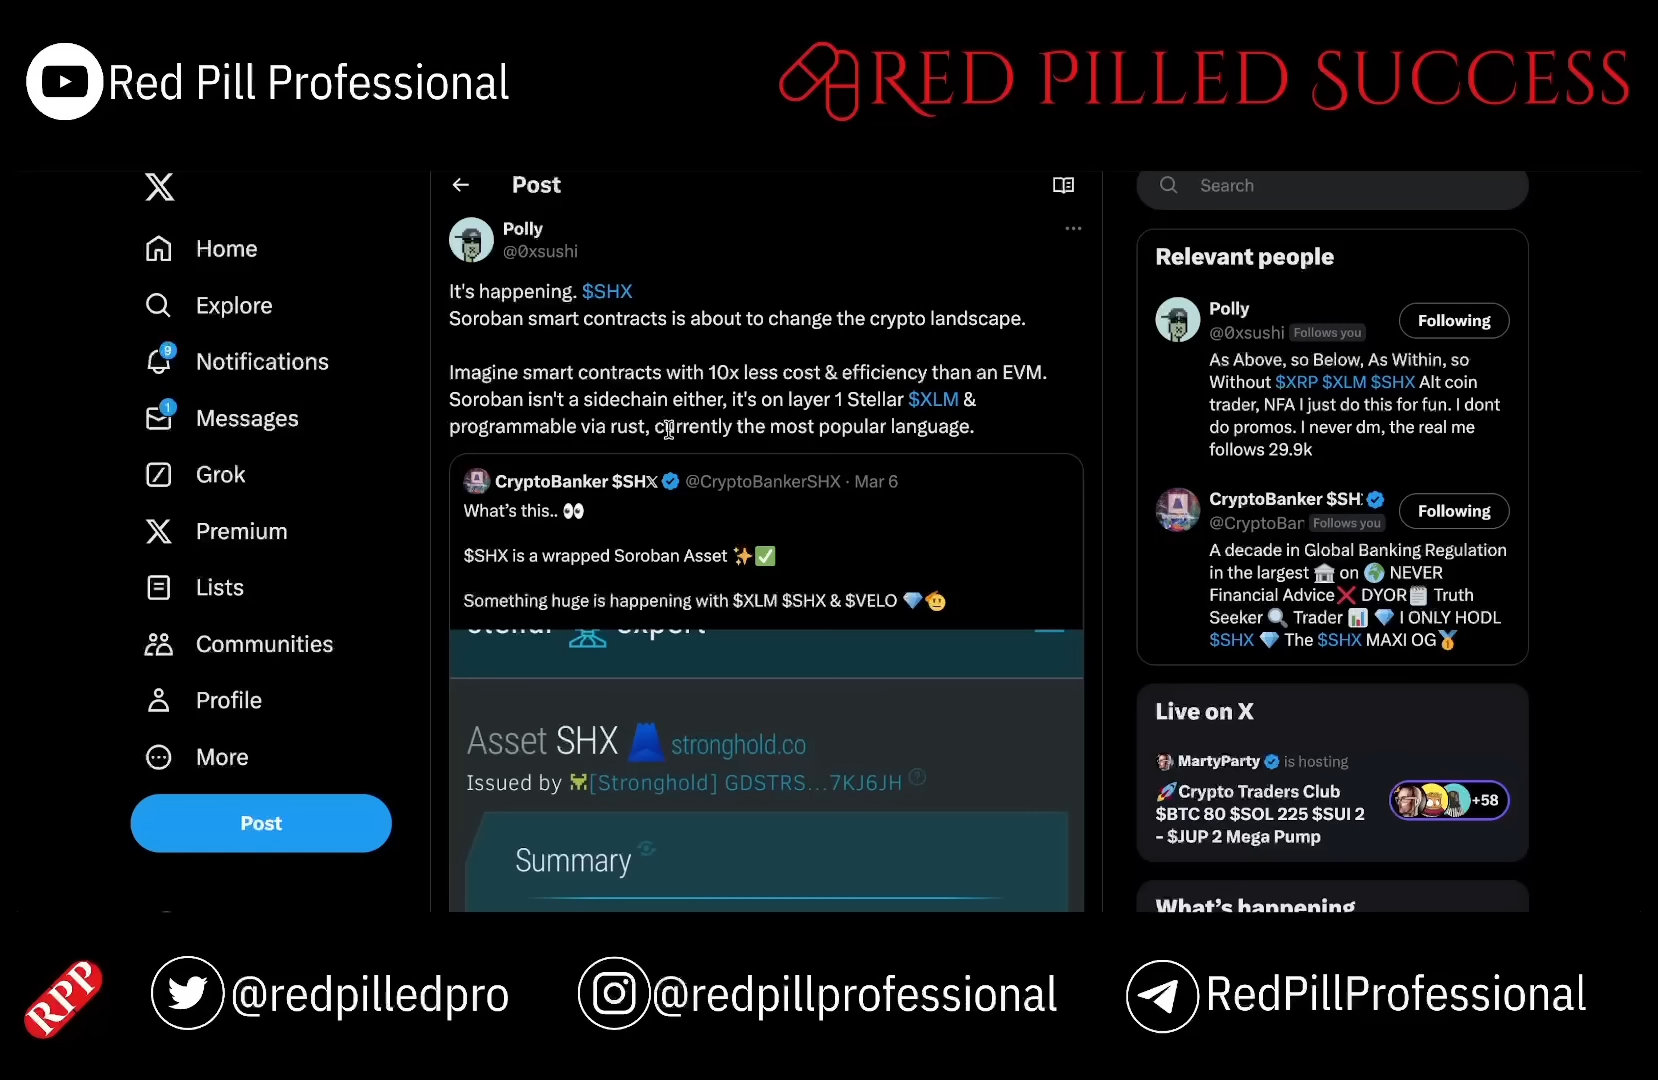 Red Pill Professional
RED PILLED SUCCESS
Home
Explore
9
Notifications
1
Messages
Grok
Premium
Lists
Communities
Profile
More
Post
Post
Polly
@0xsushi
It's happening. $SHX
Soroban smart contracts is about to change the crypto landscape.
Imagine smart contracts with 10x less cost & efficiency than an EVM.
Soroban isn't a sidechain either, it's on layer 1 Stellar $XLM &
programmable via rust, currently the most popular language.
CryptoBanker $SHX @CryptoBankerSHX · Mar 6
What's this.. 👀
$SHX is a wrapped Soroban Asset ✨✅
Something huge is happening with $XLM $SHX & $VELO 💎🫡
stellar expert
Asset SHX stronghold.co
Issued by [Stronghold] GDSTRS...7KJ6JH
Summary
Search
Relevant people
Polly
@0xsushi Follows you
Following
As Above, so Below, As Within, so
Without $XRP $XLM $SHX Alt coin
trader, NFA I just do this for fun. I dont
do promos. I never dm, the real me
follows 29.9k
CryptoBanker $SH
@CryptoBan Follows you
Following
A decade in Global Banking Regulation
in the largest 🏛️ on 🌍 NEVER
Financial Advice❌ DYOR🗒️ Truth
Seeker 🔍 Trader 📊 💎 I ONLY HODL
$SHX 💎 The $SHX MAXI OG🥇
Live on X
MartyParty is hosting
🚀Crypto Traders Club
$BTC 80 $SOL 225 $SUI 2
- $JUP 2 Mega Pump
+58
What's happening
RPP
@redpilledpro
@redpillprofessional
RedPillProfessional